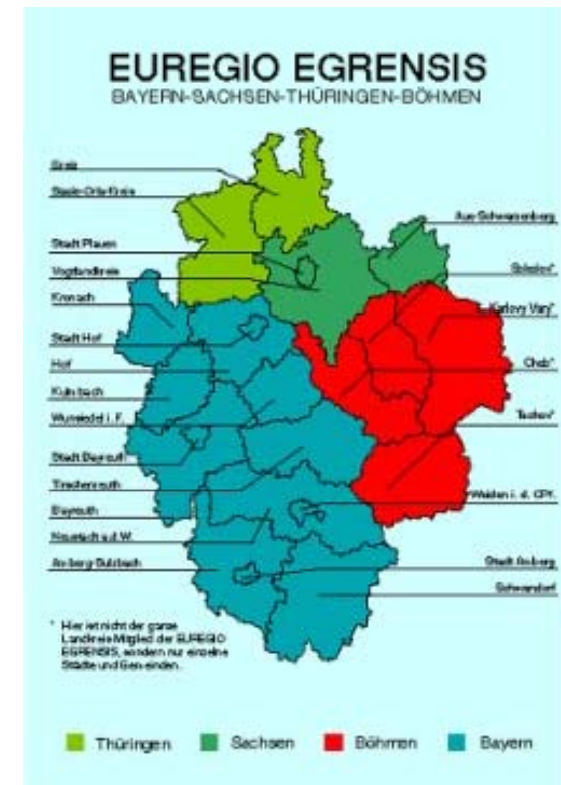 EUREGIO EGRENSIS
BAYERN-SACHSEN-THÜRINGEN-BÖHMEN
Greiz
Saale-Orla-Kreis
Aue-Schwarzenberg
Stadt Plauen
Sokolov*
Vogtlandkreis
Kronach
Karlovy Vary*
Stadt Hof
Hof
Cheb*
Kulmbach
Wunsiedel i. F.
Tachov*
Stadt Bayreuth
Tirschenreuth
Weiden i. d. OPf.
Bayreuth
Neustadt a.d.W.
Amberg-Sulzbach
Stadt Amberg
Schwandorf
* Hier ist nicht der ganze
Landkreis Mitglied der EUREGIO
EGRENSIS, sondern nur einzelne
Städte und Gemeinden.
Thüringen Sachsen Böhmen Bayern